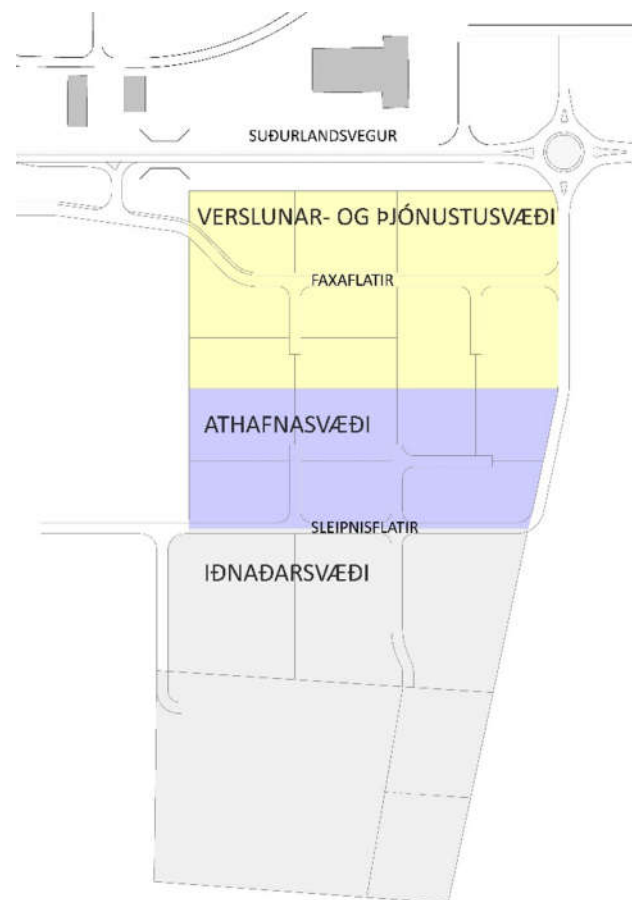 SUÐURLANDSVEGUR
VERSLUNAR- OG ÞJÓNUSTUSVÆÐI
FAXAFLATIR
ATHAFNASVÆÐI
SLEIPNISFLATIR
IÐNAÐARSVÆÐI